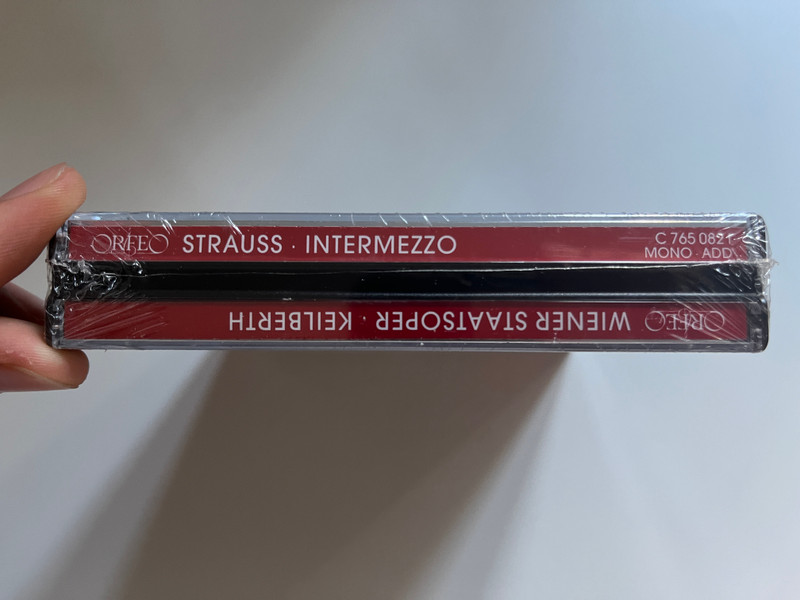 ORFEO STRAUSS · INTERMEZZO
C 765 082 I
MONO · ADD
ORFEO WIENER STAATSOPER · KEILBERTH